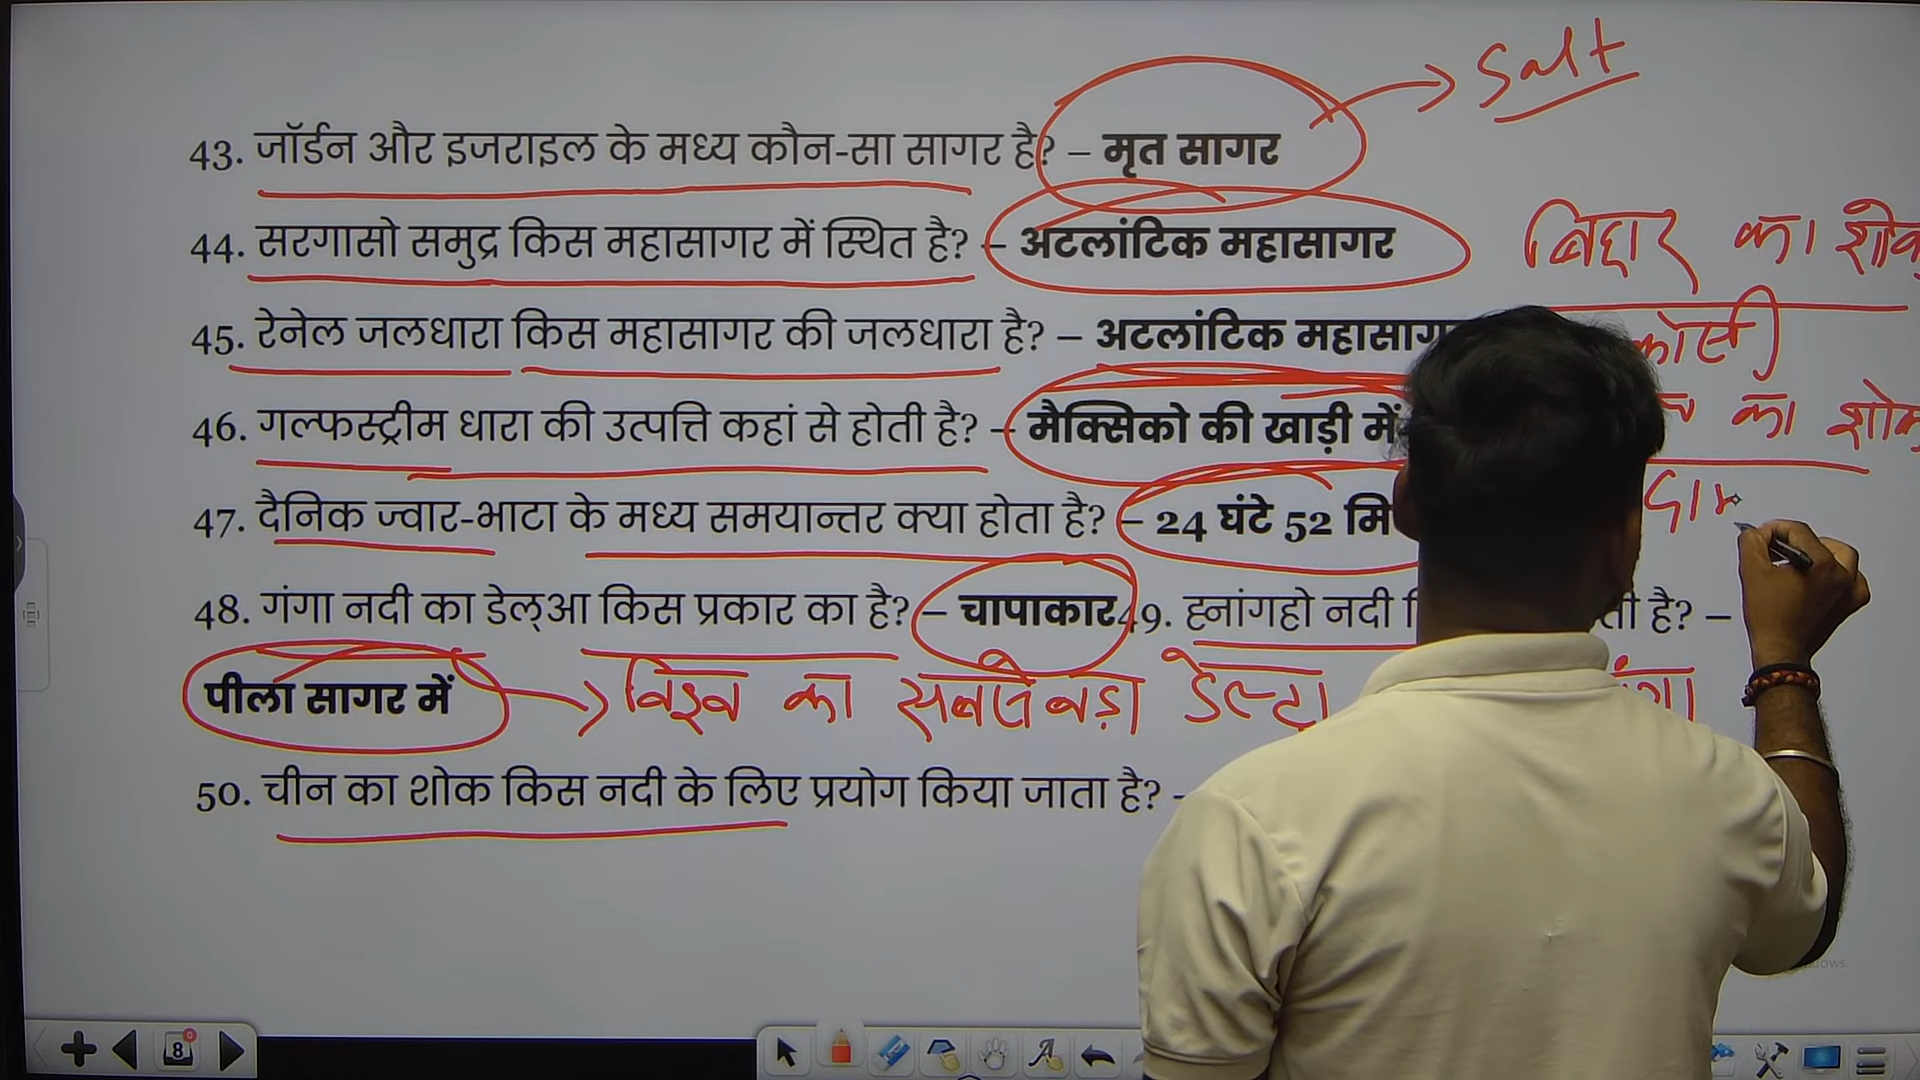 Salt
43. जॉर्डन और इजराइल के मध्य कौन-सा सागर है? – मृत सागर
44. सरगासो समुद्र किस महासागर में स्थित है? – अटलांटिक महासागर
बिहार का शोक
45. रेनेल जलधारा किस महासागर की जलधारा है? – अटलांटिक महासाग
कोसी
46. गल्फस्ट्रीम धारा की उत्पत्ति कहां से होती है? – मैक्सिको की खाड़ी में
का शोक
47. दैनिक ज्वार-भाटा के मध्य समयान्तर क्या होता है? – 24 घंटे 52 मि
48. गंगा नदी का डेल्आ किस प्रकार का है? – चापाकार49. ह्नांगहो नदी है? –
पीला सागर में
विश्व का सबसे बड़ा डेल्टा
50. चीन का शोक किस नदी के लिए प्रयोग किया जाता है? -
8